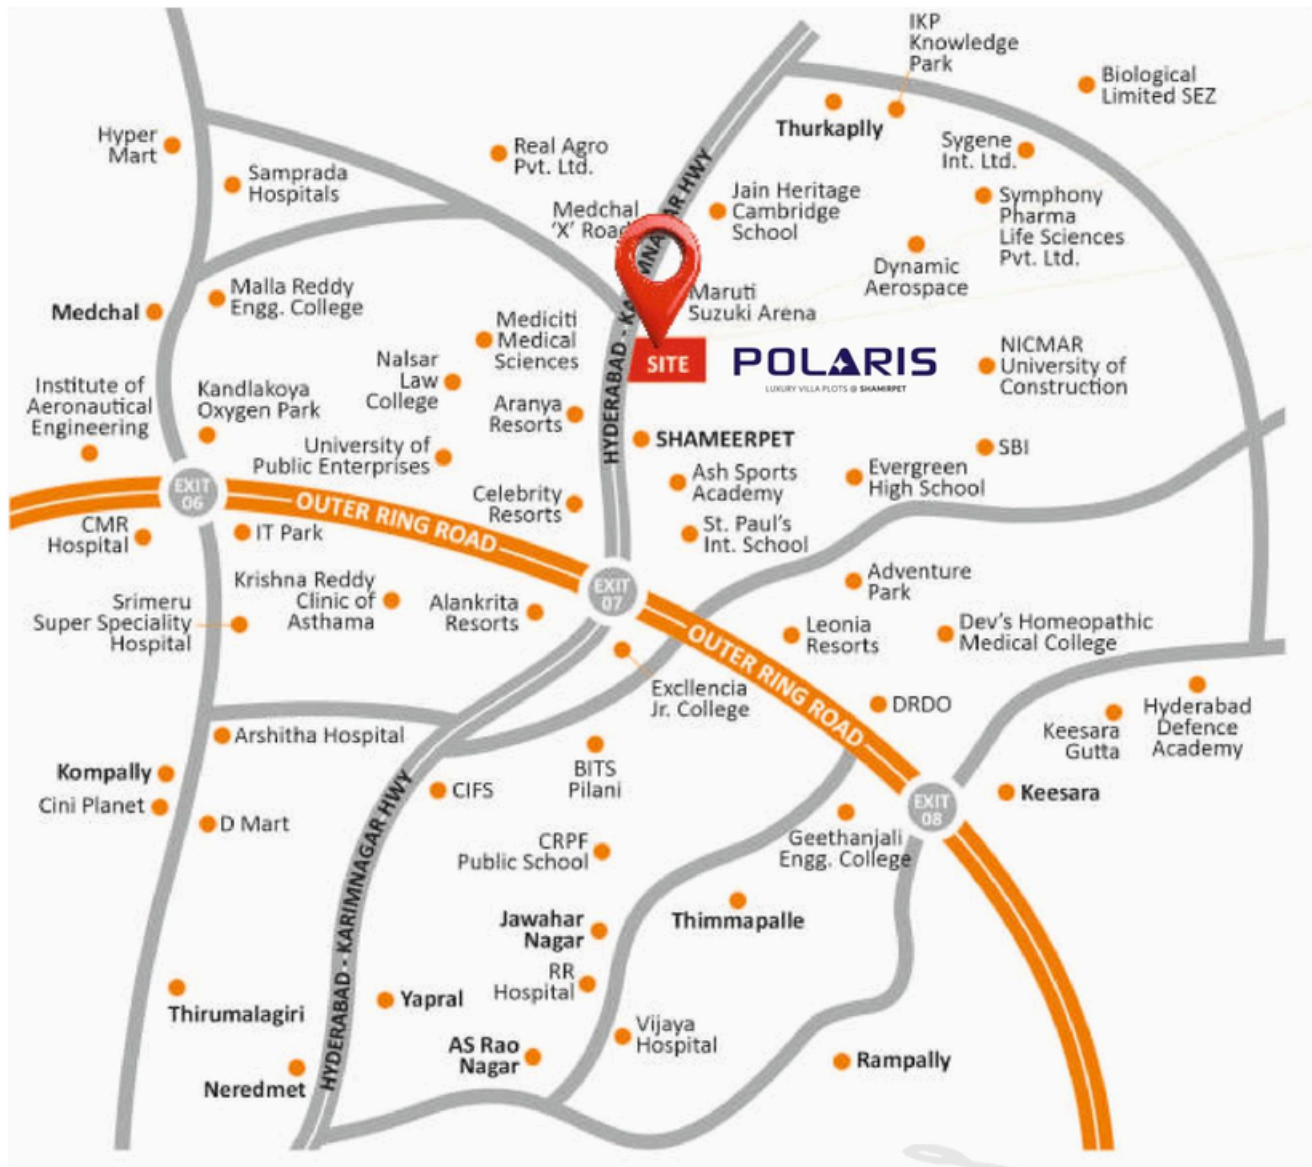 IKP
Knowledge
Park
Biological
Limited SEZ
Thurkaplly
Hyper
Mart
Real Agro
Pvt. Ltd.
Sygene
Int. Ltd.
Samprada
Hospitals
Jain Heritage
Cambridge
School
Symphony
Pharma
Life Sciences
Pvt. Ltd.
Medchal
'X' Road
Dynamic
Aerospace
Malla Reddy
Engg. College
Medchal
Maruti
Suzuki Arena
Mediciti
Medical
Sciences
HYDERABAD - KA
MNA
AR HWY
SITE
POLARIS
LUXURY VILLA PLOTS @ SHAMIRPET
NICMAR
University of
Construction
Nalsar
Law
College
Institute of
Aeronautical
Engineering
Kandlakoya
Oxygen Park
Aranya
Resorts
SHAMEERPET
University of
Public Enterprises
SBI
Ash Sports
Academy
Evergreen
High School
EXIT
06
OUTER RING ROAD
Celebrity
Resorts
CMR
Hospital
IT Park
St. Paul's
Int. School
Krishna Reddy
Clinic of
Asthama
EXIT
07
Adventure
Park
Srimeru
Super Speciality
Hospital
Alankrita
Resorts
OUTER RING ROAD
Leonia
Resorts
Dev's Homeopathic
Medical College
Excllencia
Jr. College
DRDO
Hyderabad
Defence
Academy
Keesara
Gutta
Arshitha Hospital
Kompally
BITS
Pilani
Cini Planet
CIFS
Keesara
EXIT
08
D Mart
HYDERABAD - KARIMNAGAR HWY
CRPF
Public School
Geethanjali
Engg. College
Jawahar
Nagar
Thimmapalle
RR
Hospital
Thirumalagiri
Yapral
Vijaya
Hospital
AS Rao
Nagar
Rampally
Neredmet